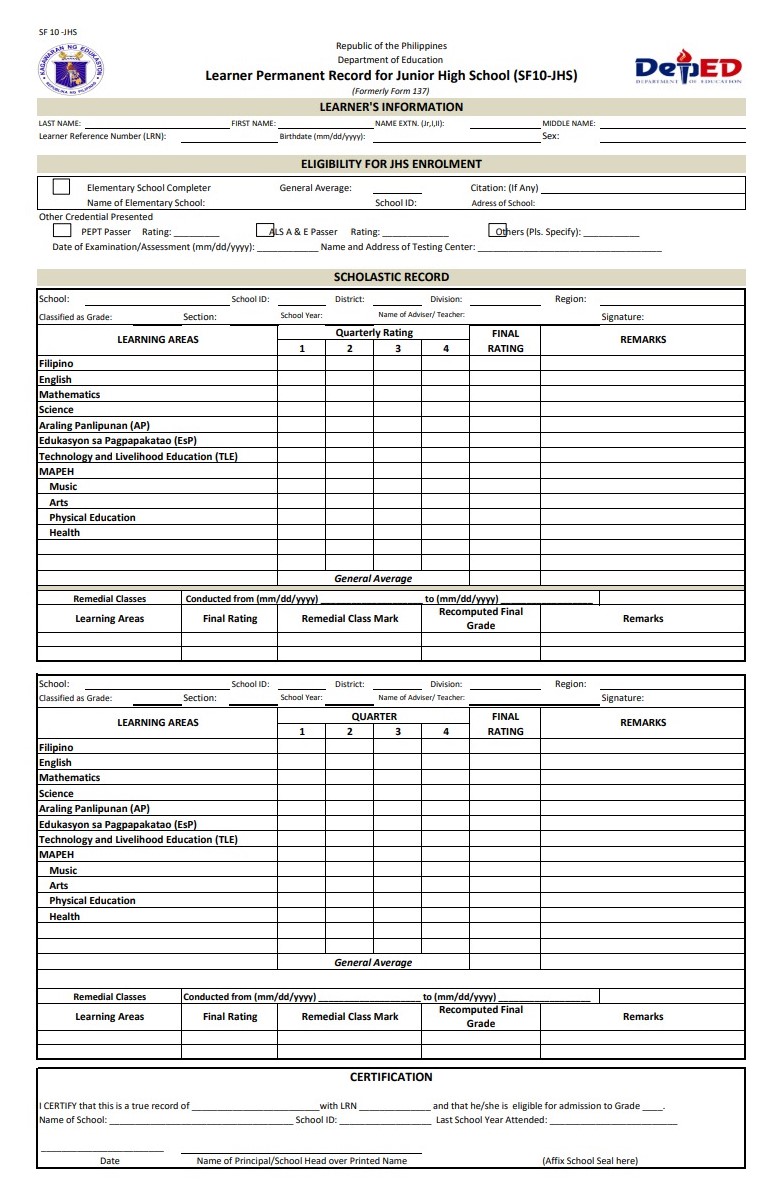 SF 10 -JHS
Republic of the Philippines
Department of Education
Learner Permanent Record for Junior High School (SF10-JHS)
(Formerly Form 137)
KAGAWARAN NG EDUKASYON
REPUBLIKA NG PILIPINAS
DepED
DEPARTMENT OF EDUCATION
LEARNER'S INFORMATION
LAST NAME: FIRST NAME: NAME EXTN. (Jr,I,II): MIDDLE NAME:
Learner Reference Number (LRN): Birthdate (mm/dd/yyyy): Sex:
ELIGIBILITY FOR JHS ENROLMENT
Elementary School Completer General Average: Citation: (If Any)
Name of Elementary School: School ID: Adress of School:
Other Credential Presented
PEPT Passer Rating: _________ ALS A & E Passer Rating: _____________ Others (Pls. Specify): ___________
Date of Examination/Assessment (mm/dd/yyyy): ____________ Name and Address of Testing Center: ____________________________________
SCHOLASTIC RECORD
School: School ID: District: Division: Region:
Classified as Grade: Section: School Year: Name of Adviser/ Teacher: Signature:
LEARNING AREAS Quarterly Rating FINAL RATING REMARKS
1 2 3 4
Filipino
English
Mathematics
Science
Araling Panlipunan (AP)
Edukasyon sa Pagpapakatao (EsP)
Technology and Livelihood Education (TLE)
MAPEH
Music
Arts
Physical Education
Health
General Average
Remedial Classes Conducted from (mm/dd/yyyy) ____________________ to (mm/dd/yyyy) __________________
Learning Areas Final Rating Remedial Class Mark Recomputed Final Grade Remarks
School: School ID: District: Division: Region:
Classified as Grade: Section: School Year: Name of Adviser/ Teacher: Signature:
LEARNING AREAS QUARTER FINAL RATING REMARKS
1 2 3 4
Filipino
English
Mathematics
Science
Araling Panlipunan (AP)
Edukasyon sa Pagpapakatao (EsP)
Technology and Livelihood Education (TLE)
MAPEH
Music
Arts
Physical Education
Health
General Average
Remedial Classes Conducted from (mm/dd/yyyy) ____________________ to (mm/dd/yyyy) __________________
Learning Areas Final Rating Remedial Class Mark Recomputed Final Grade Remarks
CERTIFICATION
I CERTIFY that this is a true record of _________________________with LRN ______________ and that he/she is eligible for admission to Grade ____.
Name of School: ____________________________________ School ID: __________________ Last School Year Attended: _________________________
________________________
Date Name of Principal/School Head over Printed Name (Affix School Seal here)